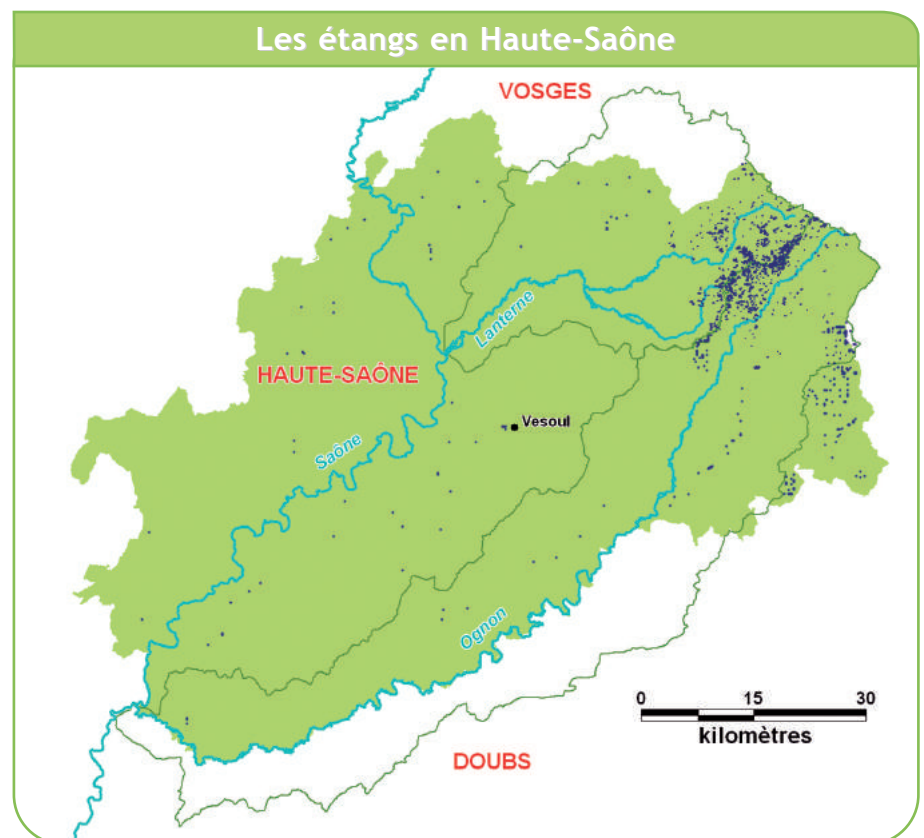 Les étangs en Haute-Saône
VOSGES
Lanterne
HAUTE-SAÔNE
Vesoul
Saône
Ognon
0 15 30
kilomètres
DOUBS